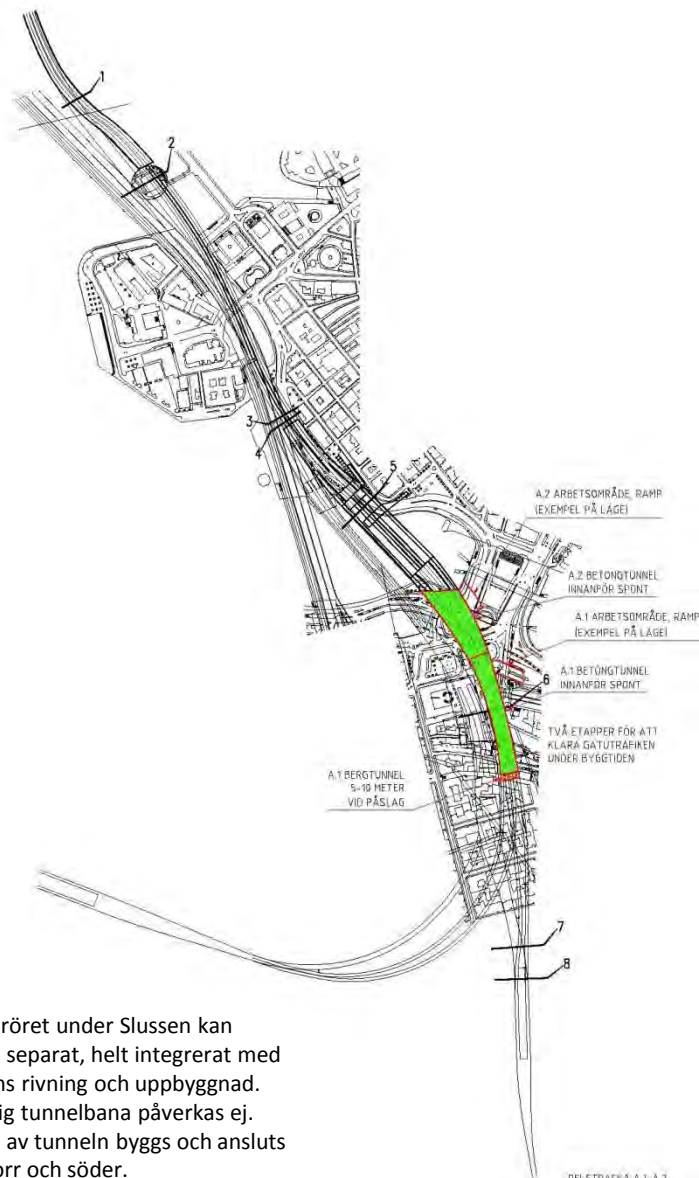 1
2
3
4
5
A.2 ARBETSOMRÅDE, RAMP
(EXEMPEL PÅ LÄGE)
A.2 BETONGTUNNEL
INNANFÖR SPONT
A.1 ARBETSOMRÅDE, RAMP
(EXEMPEL PÅ LÄGE)
A.1 BETONGTUNNEL
INNANFÖR SPONT
6
TVÅ ETAPPER FÖR ATT
KLARA GATUTRAFIKEN
UNDER BYGGTIDEN
A.1 BERGTUNNEL
5-10 METER
VID PÅSLAG
7
8
röret under Slussen kan
separat, helt integrerat med
ns rivning och uppbyggnad.
ig tunnelbana påverkas ej.
av tunneln byggs och ansluts
orr och söder.